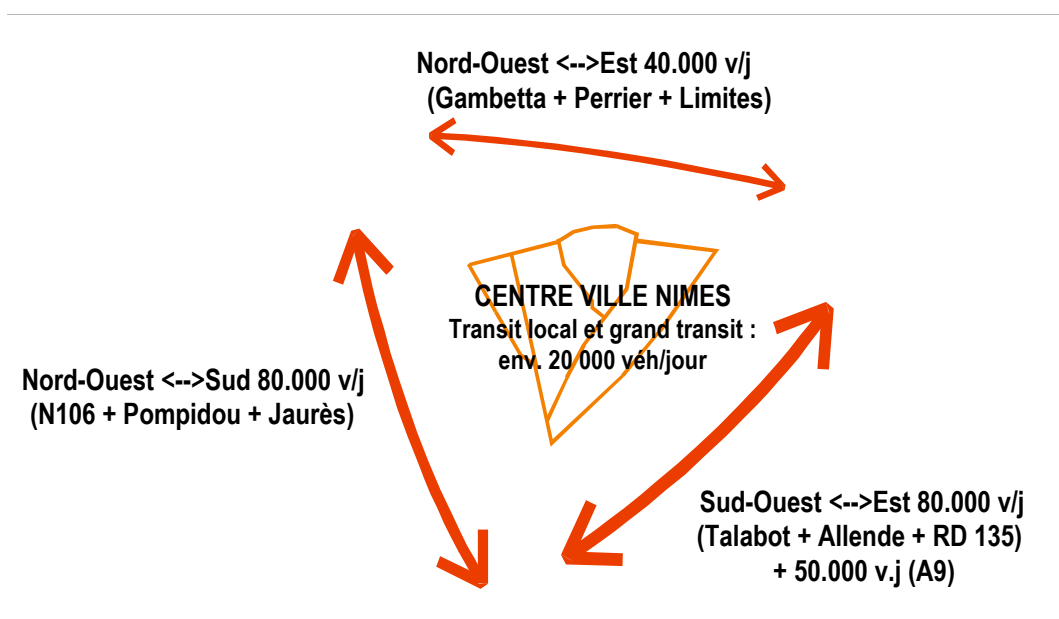 Nord-Ouest <-->Est 40.000 v/j
(Gambetta + Perrier + Limites)
CENTRE VILLE NIMES
Transit local et grand transit :
env. 20 000 véh/jour
Nord-Ouest <-->Sud 80.000 v/j
(N106 + Pompidou + Jaurès)
Sud-Ouest <-->Est 80.000 v/j
(Talabot + Allende + RD 135)
+ 50.000 v.j (A9)